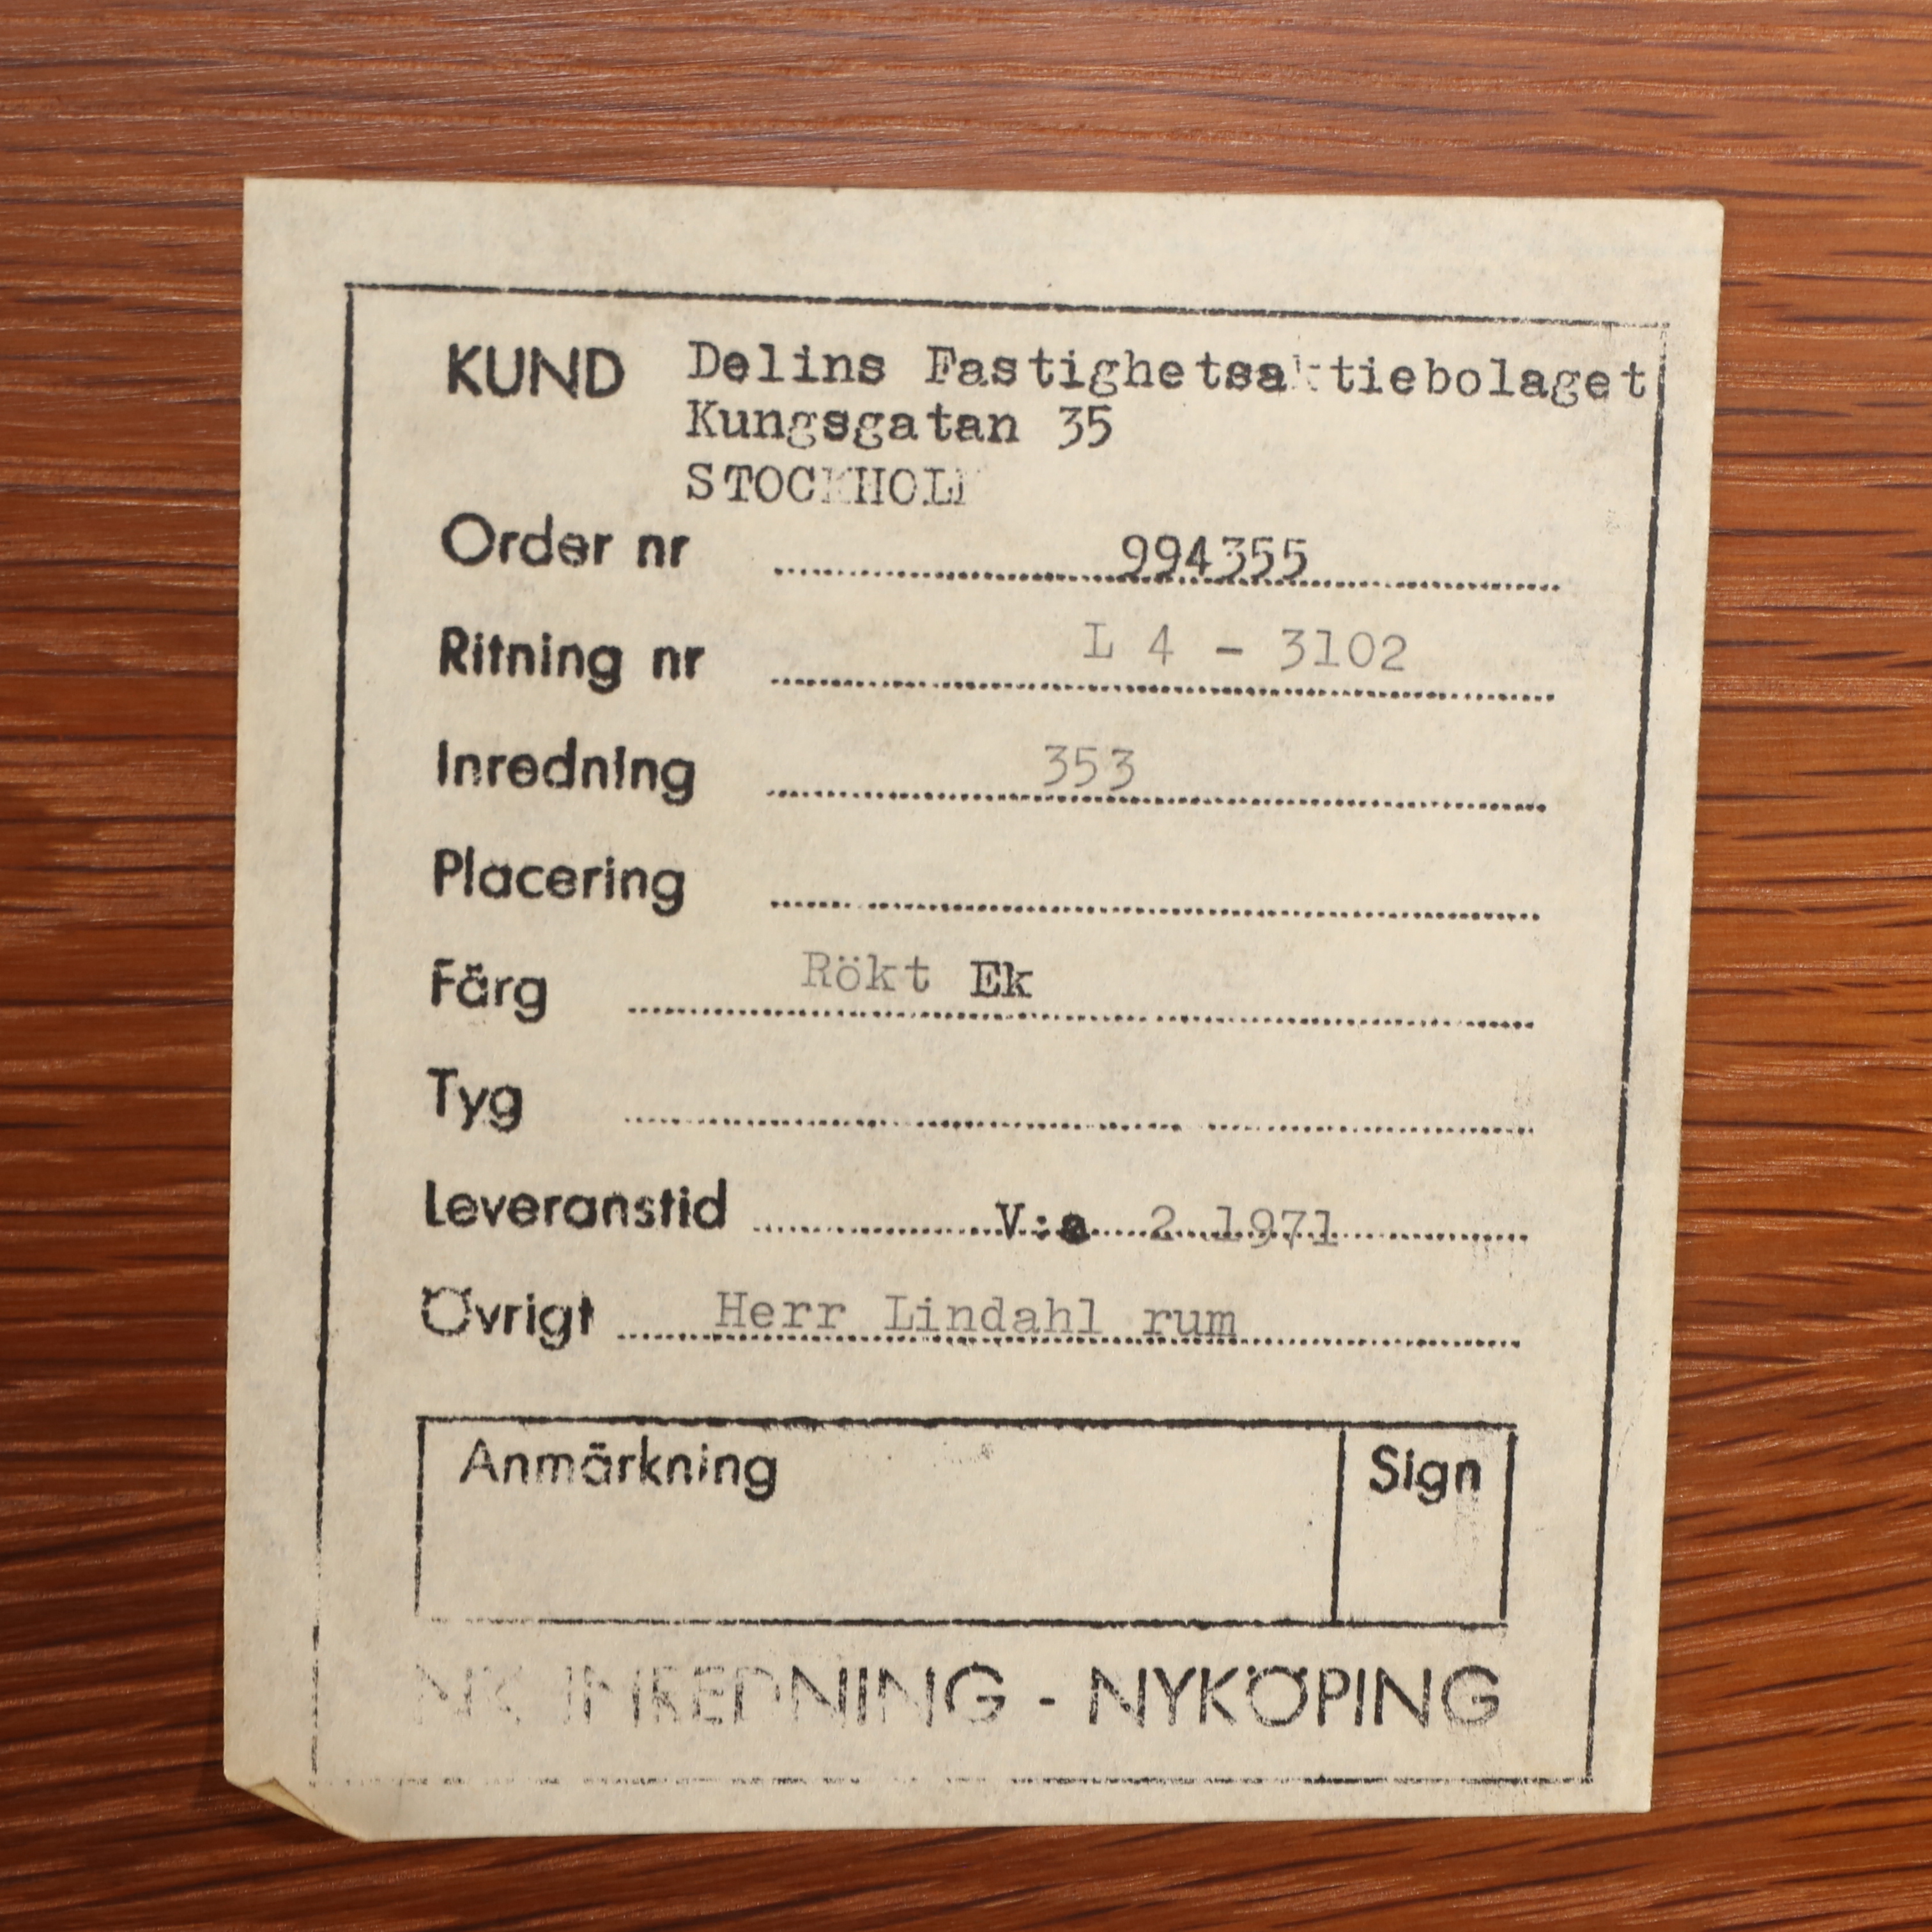 KUND Delins Fastighetsaktiebolaget
Kungsgatan 35
STOCKHOLM
Order nr 994355
Ritning nr L 4 - 3102
Inredning 353
Placering
Färg Rökt Ek
Tyg
Leveranstid V:a 2 1971
Övrigt Herr Lindahl rum
Anmärkning Sign
NK INREDNING - NYKÖPING